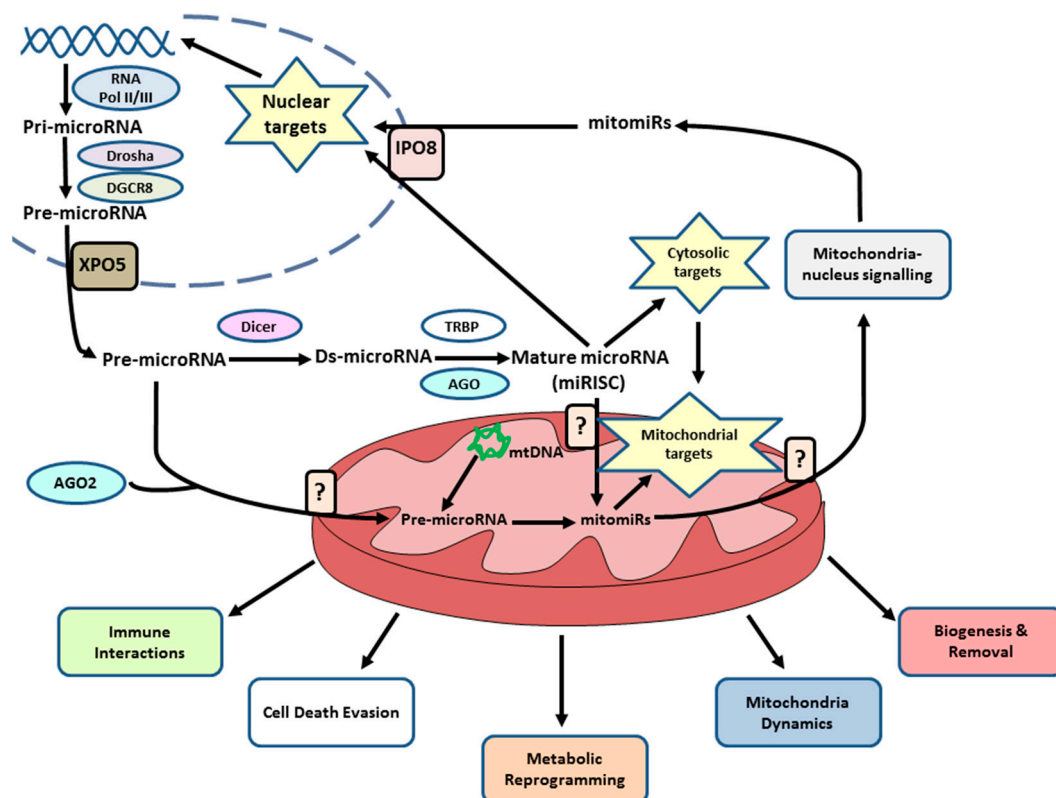 RNA
Pol II/III
Pri-microRNA
Drosha
DGCR8
Pre-microRNA
XPO5
Nuclear
targets
IPO8
mitomiRs
Cytosolic
targets
Mitochondria-
nucleus signalling
Pre-microRNA
Dicer
Ds-microRNA
TRBP
AGO
Mature microRNA
(miRISC)
?
Mitochondrial
targets
?
mtDNA
AGO2
?
Pre-microRNA
mitomiRs
Immune
Interactions
Cell Death Evasion
Metabolic
Reprogramming
Mitochondria
Dynamics
Biogenesis &
Removal